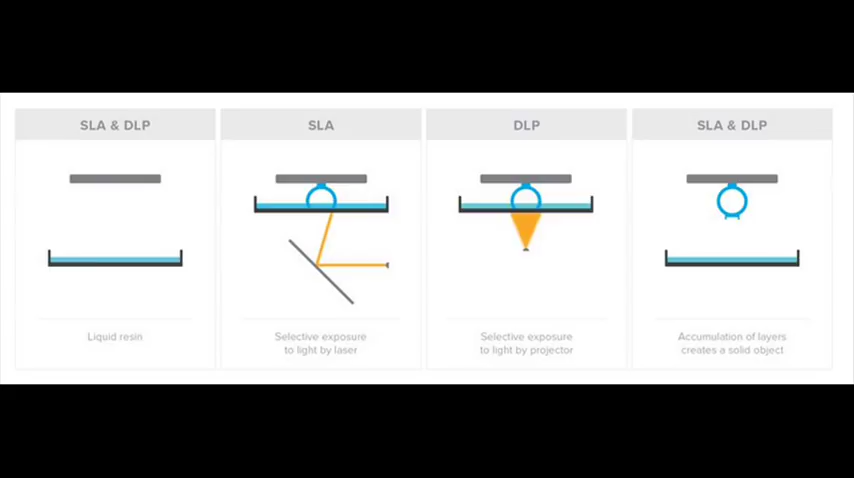 SLA & DLP
SLA
DLP
SLA & DLP
Liquid resin
Selective exposure
to light by laser
Selective exposure
to light by projector
Accumulation of layers
creates a solid object